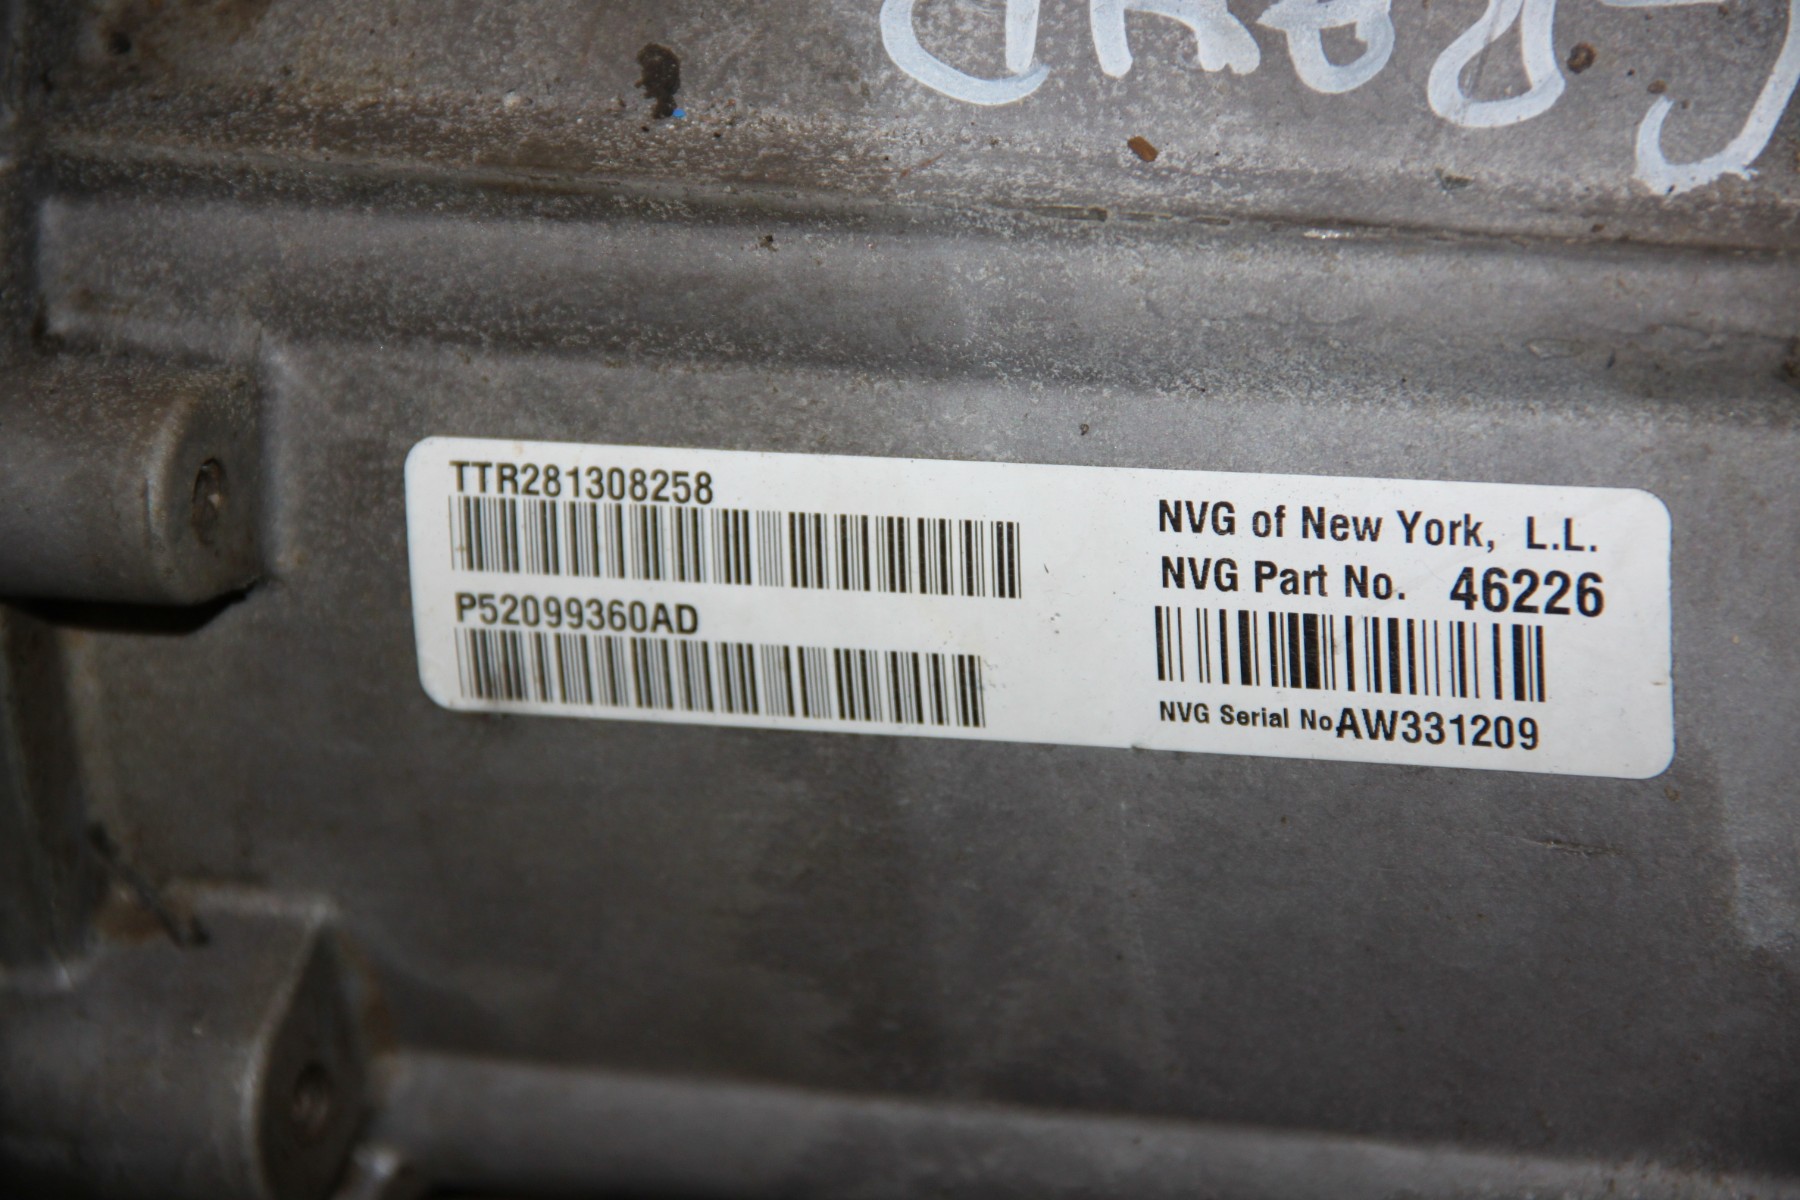 TTR281308258
P52099360AD
NVG of New York, L.L.
NVG Part No. 46226
NVG Serial No.AW331209